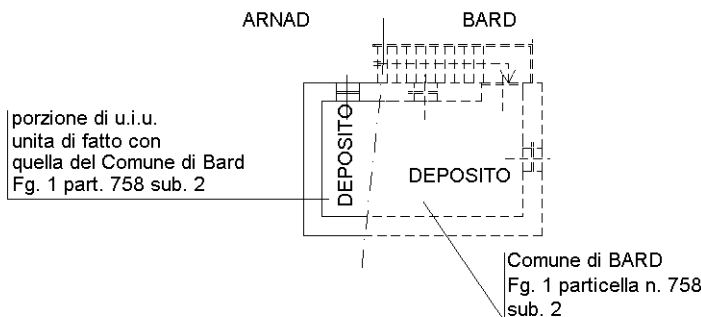 ARNAD
BARD
porzione di u.i.u.
unita di fatto con
quella del Comune di Bard
Fg. 1 part. 758 sub. 2
DEPOSITO
DEPOSITO
Comune di BARD
Fg. 1 particella n. 758
sub. 2